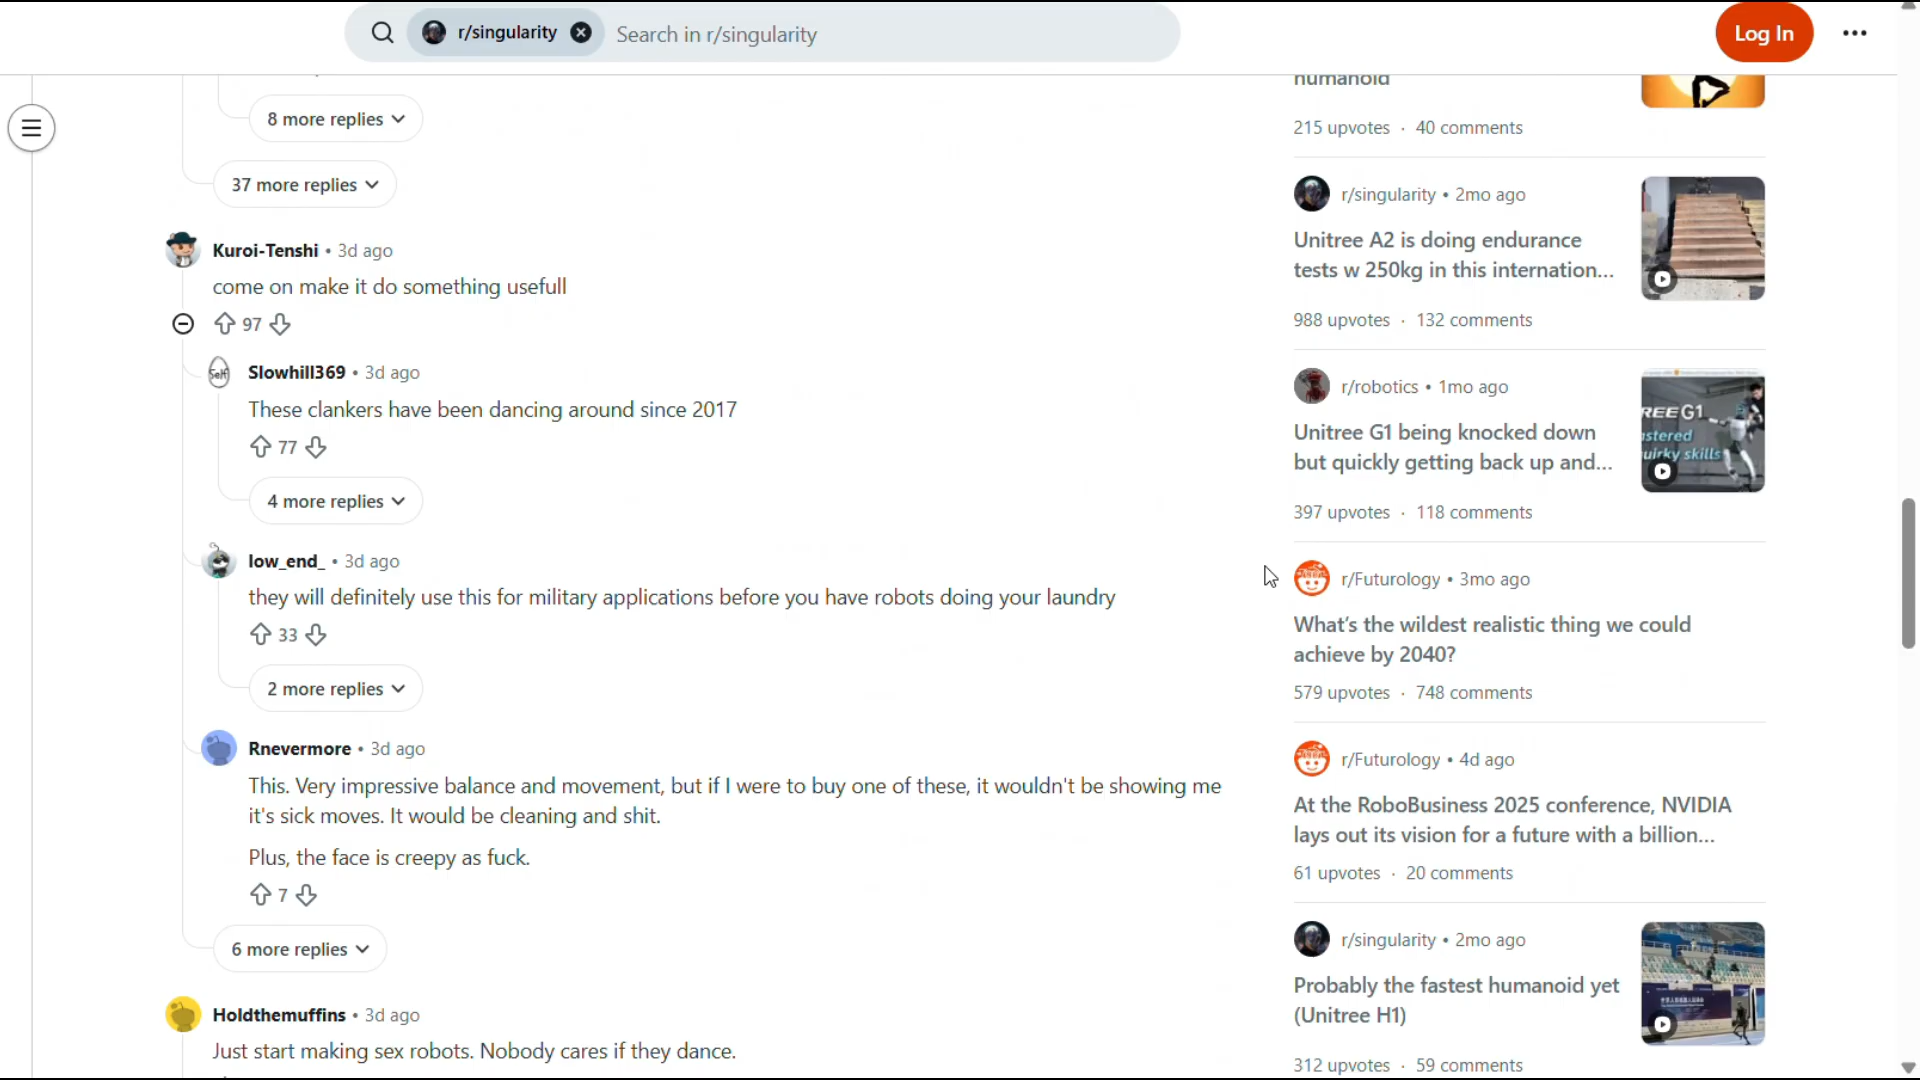 r/singularity
Search in r/singularity
Log In
8 more replies
37 more replies
Kuroi-Tenshi • 3d ago
come on make it do something usefull
97
Self
Slowhill369 • 3d ago
These clankers have been dancing around since 2017
77
4 more replies
low_end_ • 3d ago
they will definitely use this for military applications before you have robots doing your laundry
33
2 more replies
Rnevermore • 3d ago
This. Very impressive balance and movement, but if I were to buy one of these, it wouldn't be showing me
it's sick moves. It would be cleaning and shit.
Plus, the face is creepy as fuck.
7
6 more replies
Holdthemuffins • 3d ago
Just start making sex robots. Nobody cares if they dance.
humanoid
215 upvotes · 40 comments
r/singularity • 2mo ago
Unitree A2 is doing endurance
tests w 250kg in this internation...
988 upvotes · 132 comments
r/robotics • 1mo ago
Unitree G1 being knocked down
but quickly getting back up and...
REE G1
stered
uirky skills
397 upvotes · 118 comments
r/Futurology • 3mo ago
What's the wildest realistic thing we could
achieve by 2040?
579 upvotes · 748 comments
r/Futurology • 4d ago
At the RoboBusiness 2025 conference, NVIDIA
lays out its vision for a future with a billion...
61 upvotes · 20 comments
r/singularity • 2mo ago
Probably the fastest humanoid yet
(Unitree H1)
312 upvotes · 59 comments